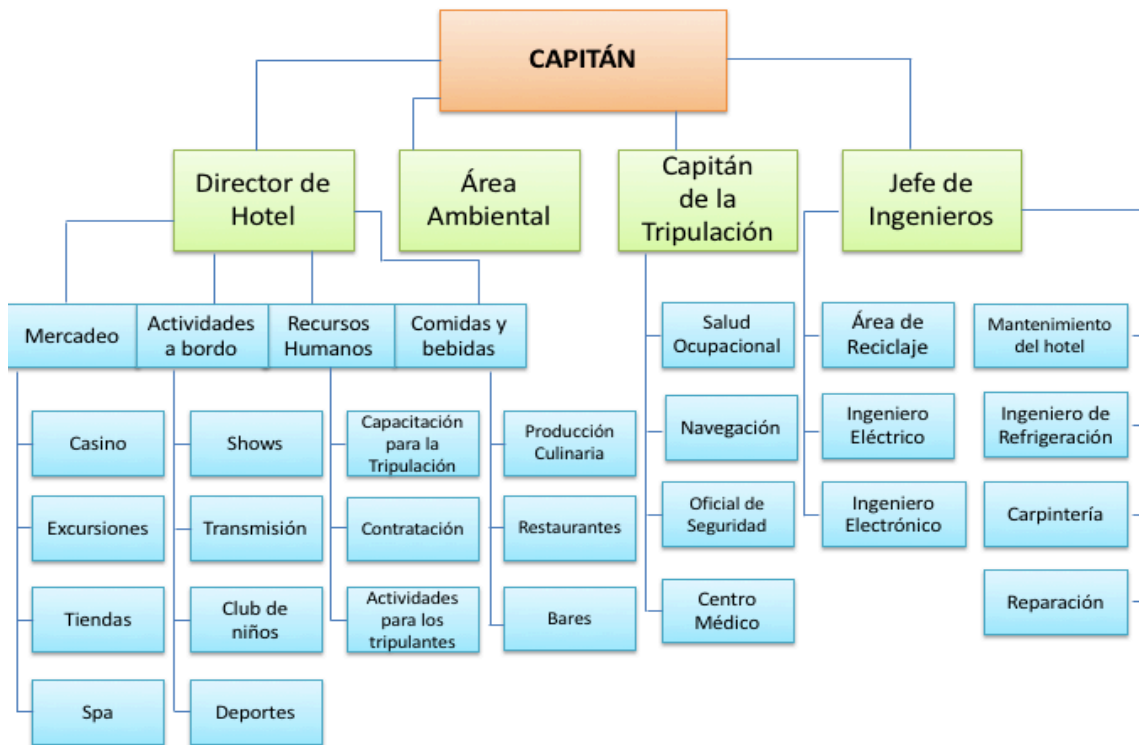 CAPITÁN
Director de
Hotel
Área
Ambiental
Capitán
de la
Tripulación
Jefe de
Ingenieros
Mercadeo
Actividades
a bordo
Recursos
Humanos
Comidas y
bebidas
Salud
Ocupacional
Área de
Reciclaje
Mantenimiento
del hotel
Casino
Shows
Capacitación
para la
Tripulación
Producción
Culinaria
Navegación
Ingeniero
Eléctrico
Ingeniero de
Refrigeración
Excursiones
Transmisión
Contratación
Restaurantes
Oficial de
Seguridad
Ingeniero
Electrónico
Carpintería
Tiendas
Club de
niños
Actividades
para los
tripulantes
Bares
Centro
Médico
Reparación
Spa
Deportes